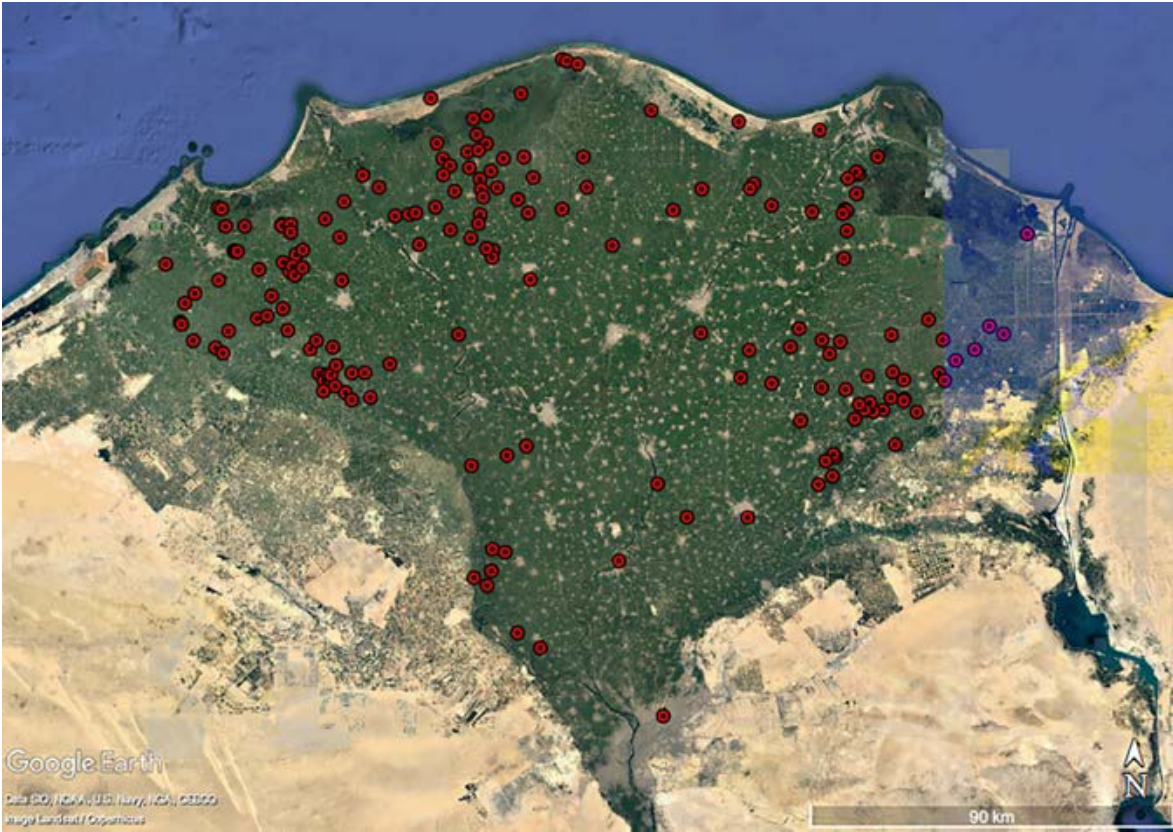 Google Earth
Data SIO, NOAA, U.S. Navy, NGA, GEBCO
Image Landsat / Copernicus
N
90 km